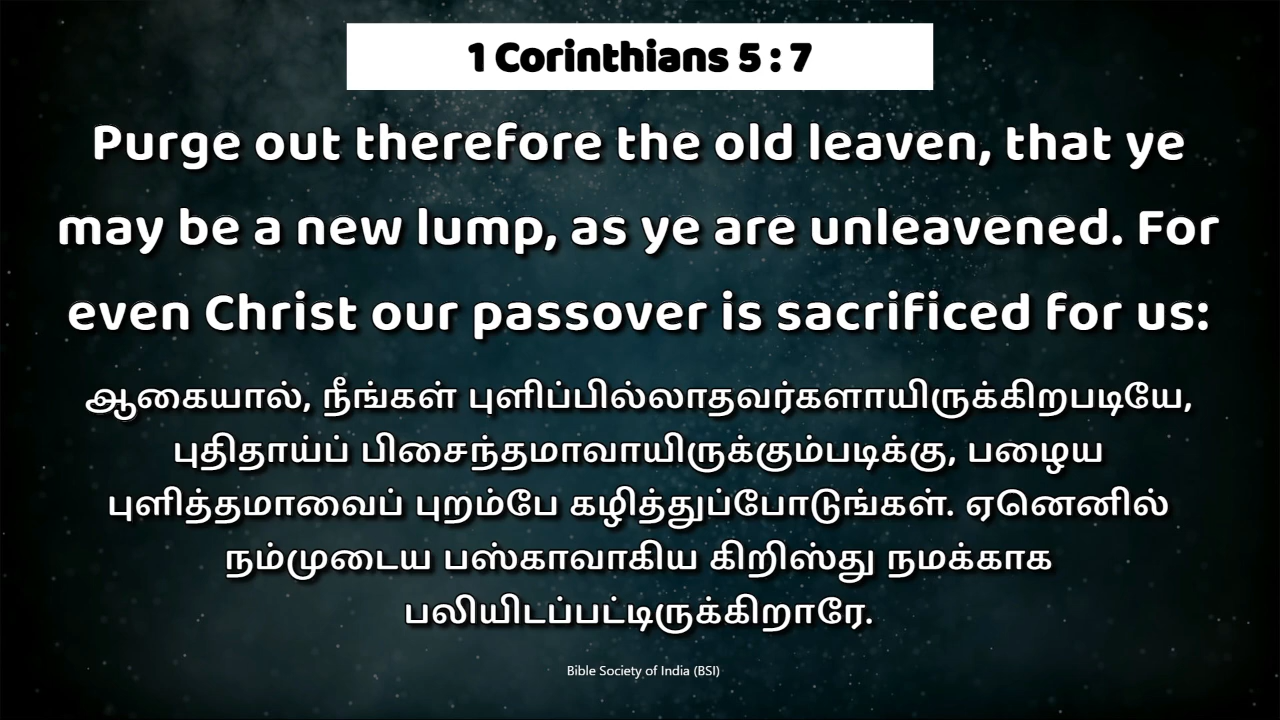 1 Corinthians 5 : 7
Purge out therefore the old leaven, that ye
may be a new lump, as ye are unleavened. For
even Christ our passover is sacrificed for us:
ஆகையால், நீங்கள் புளிப்பில்லாதவர்களாயிருக்கிறபடியே,
புதிதாய்ப் பிசைந்தமாவாயிருக்கும்படிக்கு, பழைய
புளித்தமாவைப் புறம்பே கழித்துப்போடுங்கள். ஏனெனில்
நம்முடைய பஸ்காவாகிய கிறிஸ்து நமக்காக
பலியிடப்பட்டிருக்கிறாரே.
Bible Society of India (BSI)